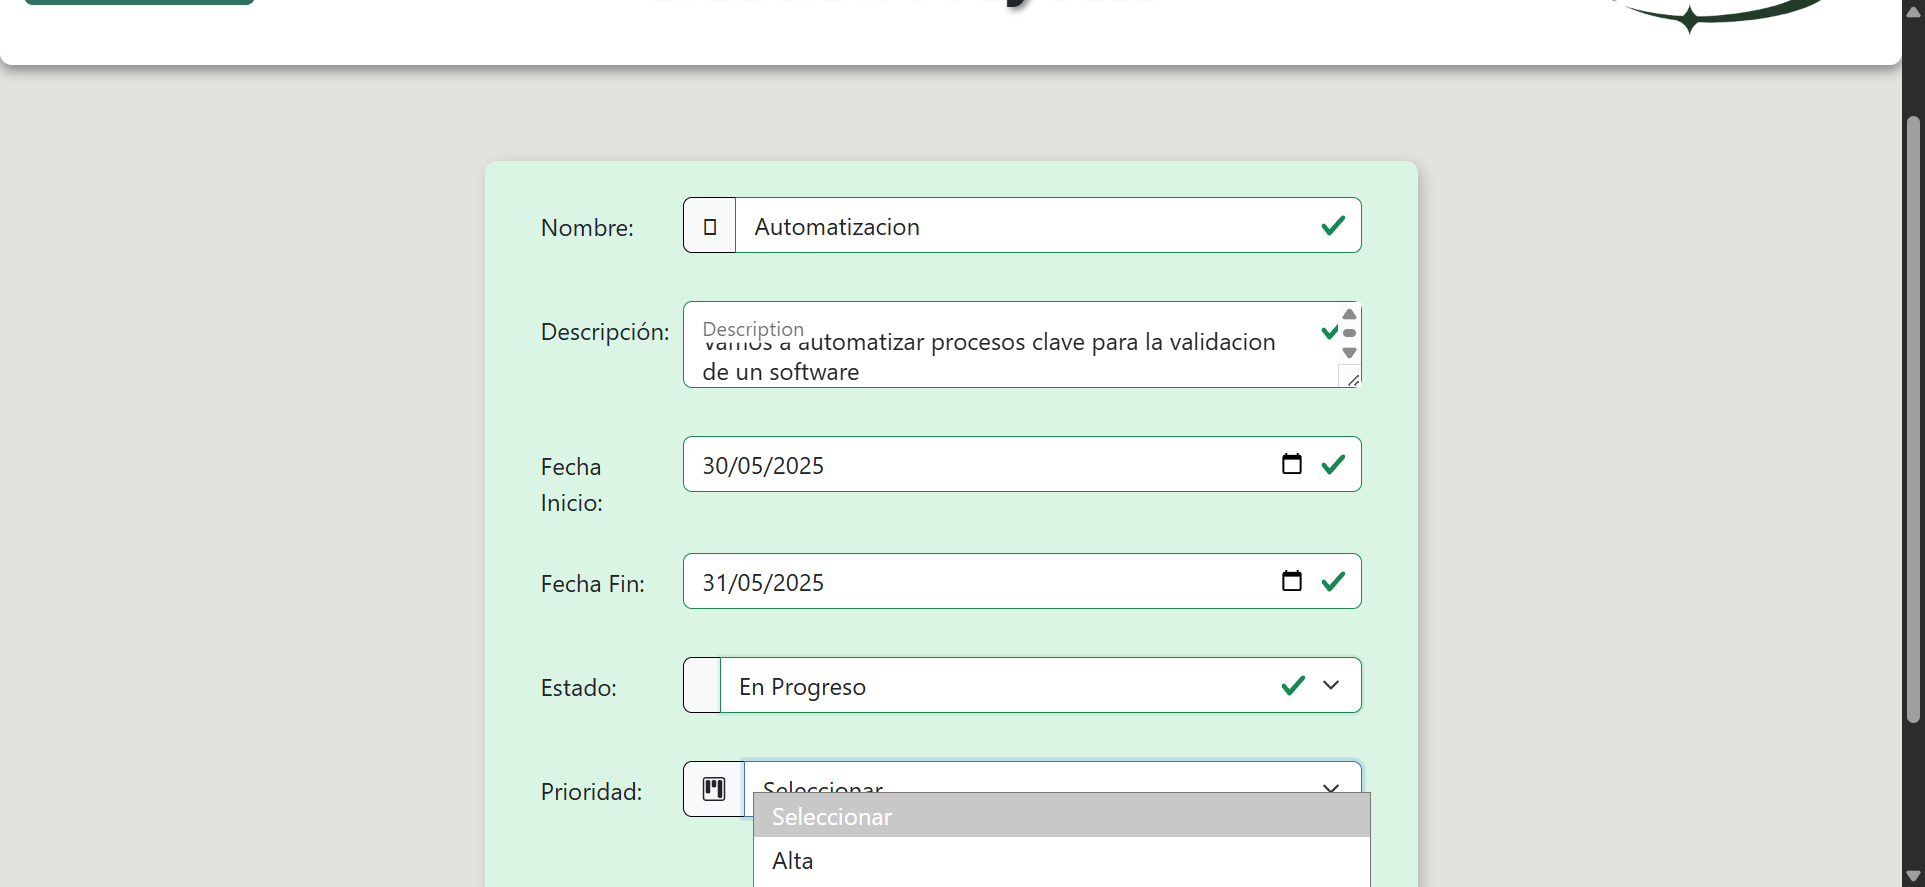 Nombre:
Automatizacion
Descripción:
Description
Vamos a automatizar procesos clave para la validacion
de un software
Fecha
Inicio:
30/05/2025
Fecha Fin:
31/05/2025
Estado:
En Progreso
Prioridad:
Seleccionar
Seleccionar
Alta